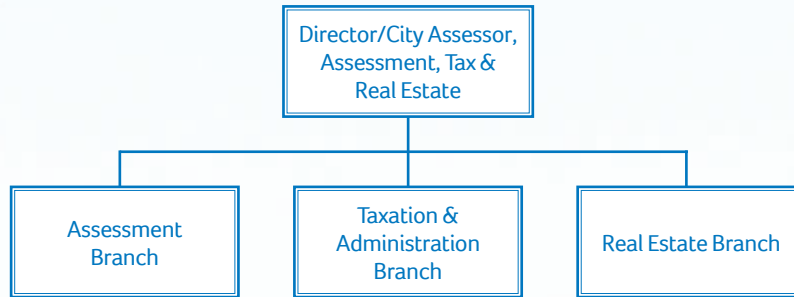 Director/City Assessor,
Assessment, Tax &
Real Estate
Assessment
Branch
Taxation &
Administration
Branch
Real Estate Branch